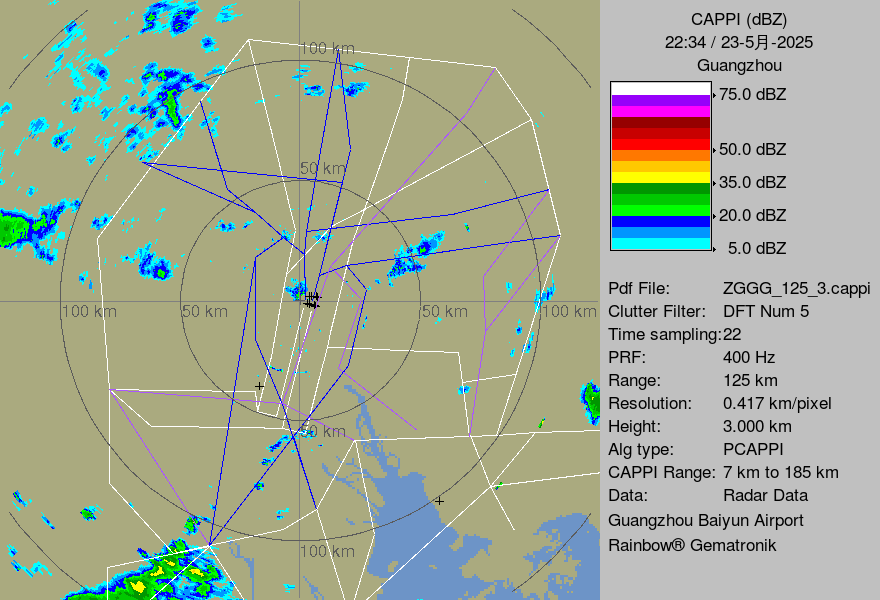 CAPPI (dBZ)
22:34 / 23-5月-2025
Guangzhou
75.0 dBZ
50.0 dBZ
35.0 dBZ
20.0 dBZ
5.0 dBZ
Pdf File: ZGGG_125_3.cappi
Clutter Filter: DFT Num 5
Time sampling:22
PRF: 400 Hz
Range: 125 km
Resolution: 0.417 km/pixel
Height: 3.000 km
Alg type: PCAPPI
CAPPI Range: 7 km to 185 km
Data: Radar Data
Guangzhou Baiyun Airport
Rainbow® Gematronik
100 km
50 km
100 km
50 km
50 km
100 km
50 km
100 km